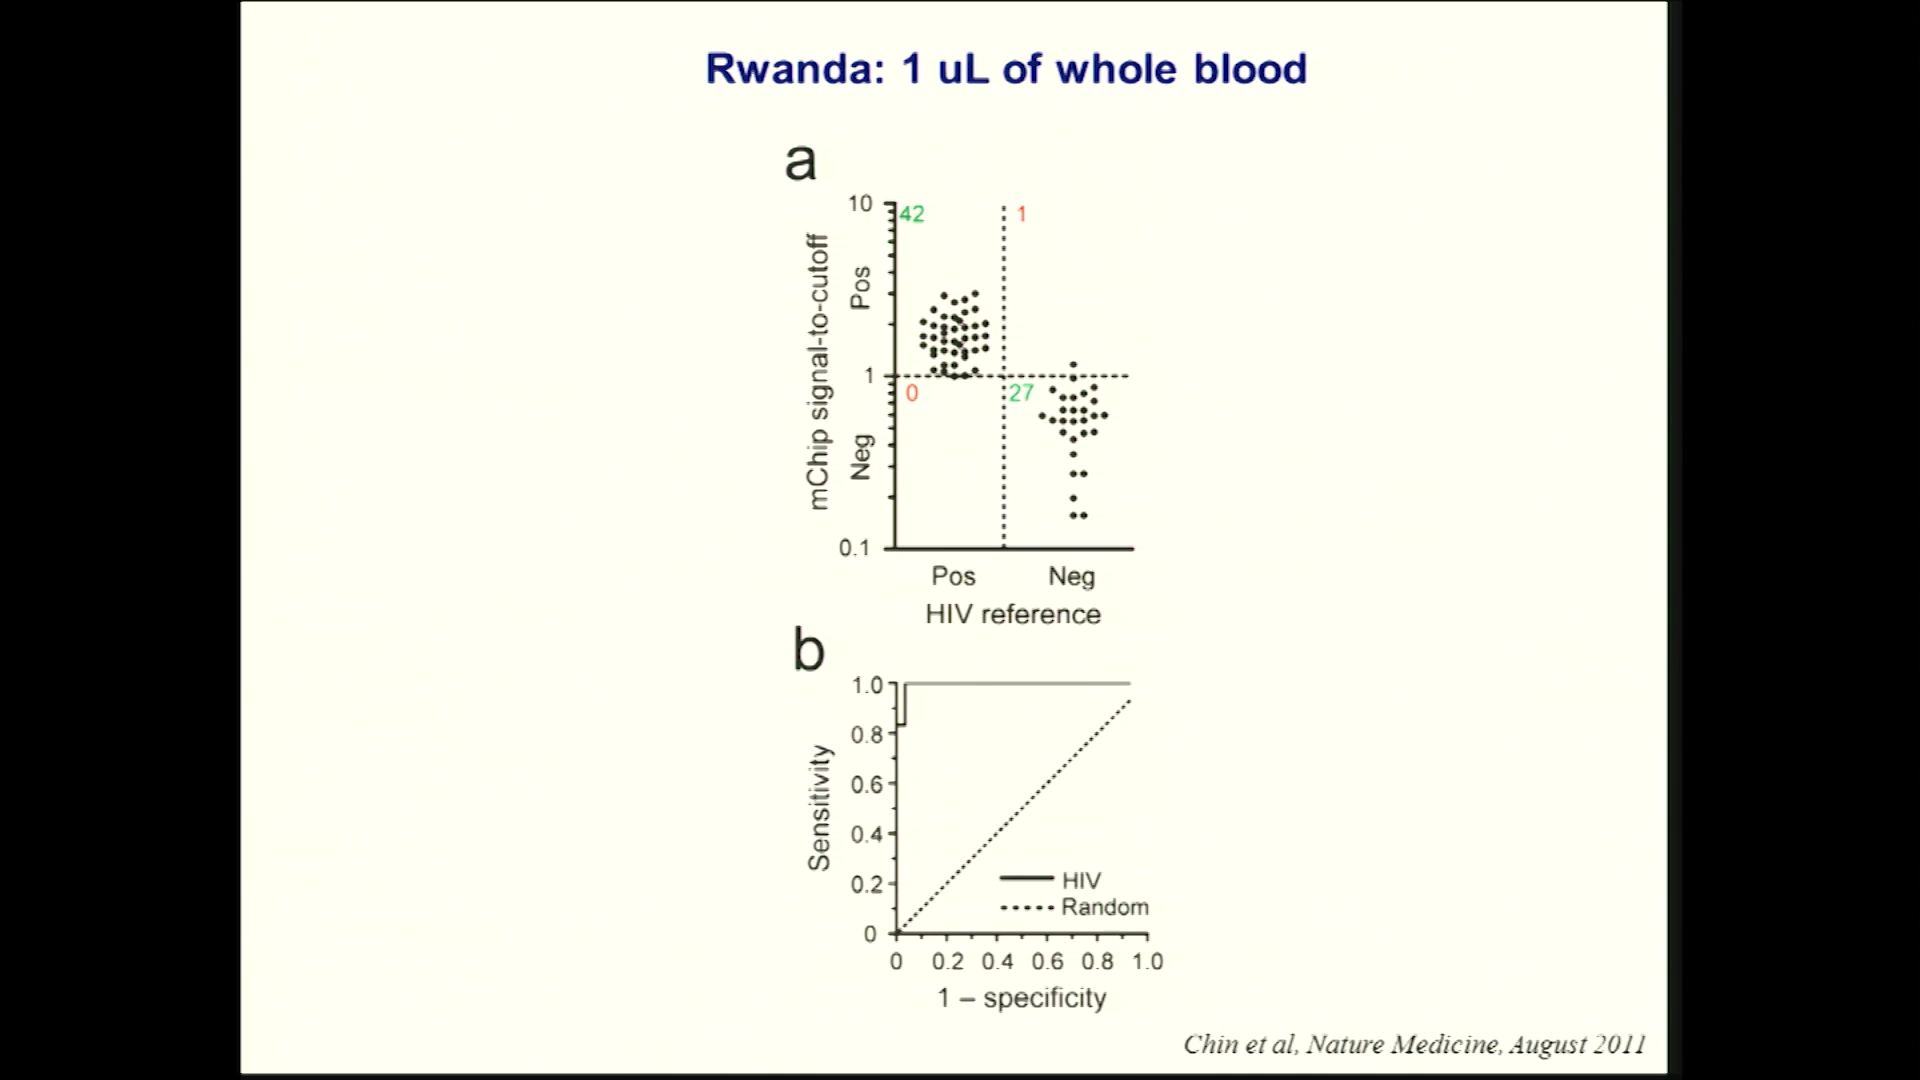 Rwanda: 1 uL of whole blood
a
mChip signal-to-cutoff
Pos
Neg
10
1
0.1
42
1
0
27
Pos
Neg
HIV reference
b
Sensitivity
1.0
0.8
0.6
0.4
0.2
0
HIV
Random
0 0.2 0.4 0.6 0.8 1.0
1 – specificity
Chin et al, Nature Medicine, August 2011